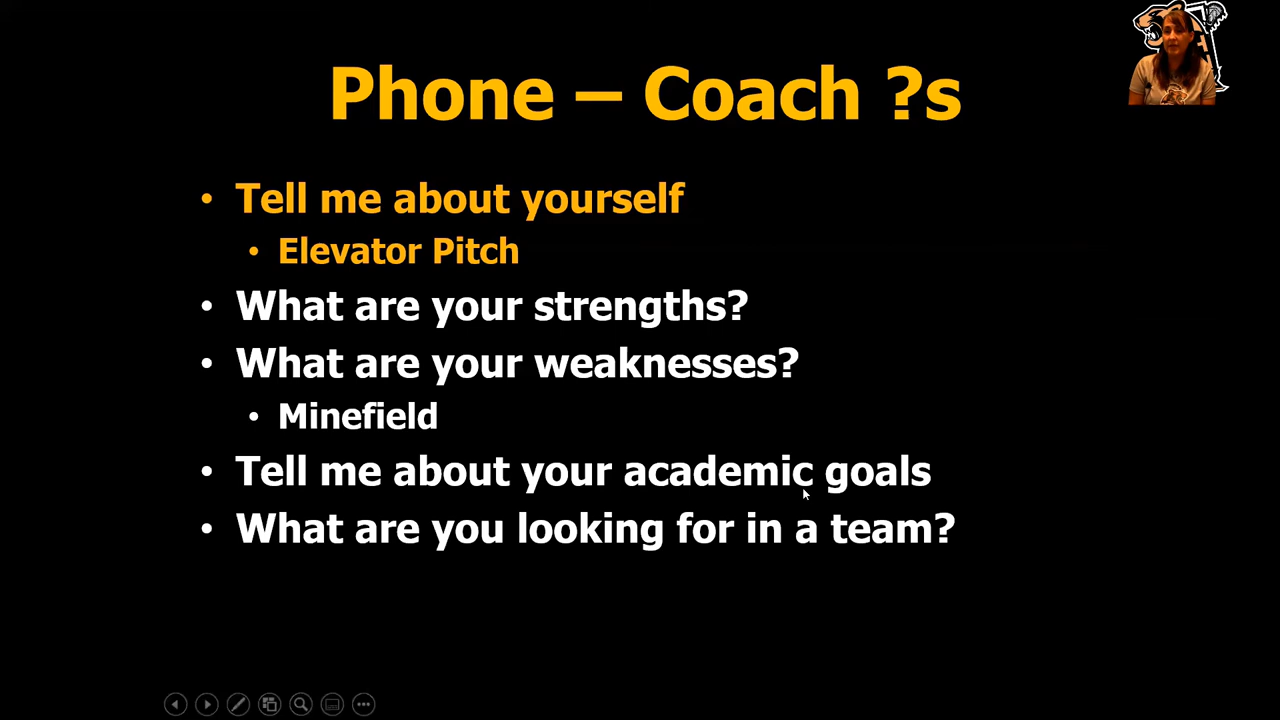 Phone – Coach ?s
• Tell me about yourself
• Elevator Pitch
• What are your strengths?
• What are your weaknesses?
• Minefield
• Tell me about your academic goals
• What are you looking for in a team?